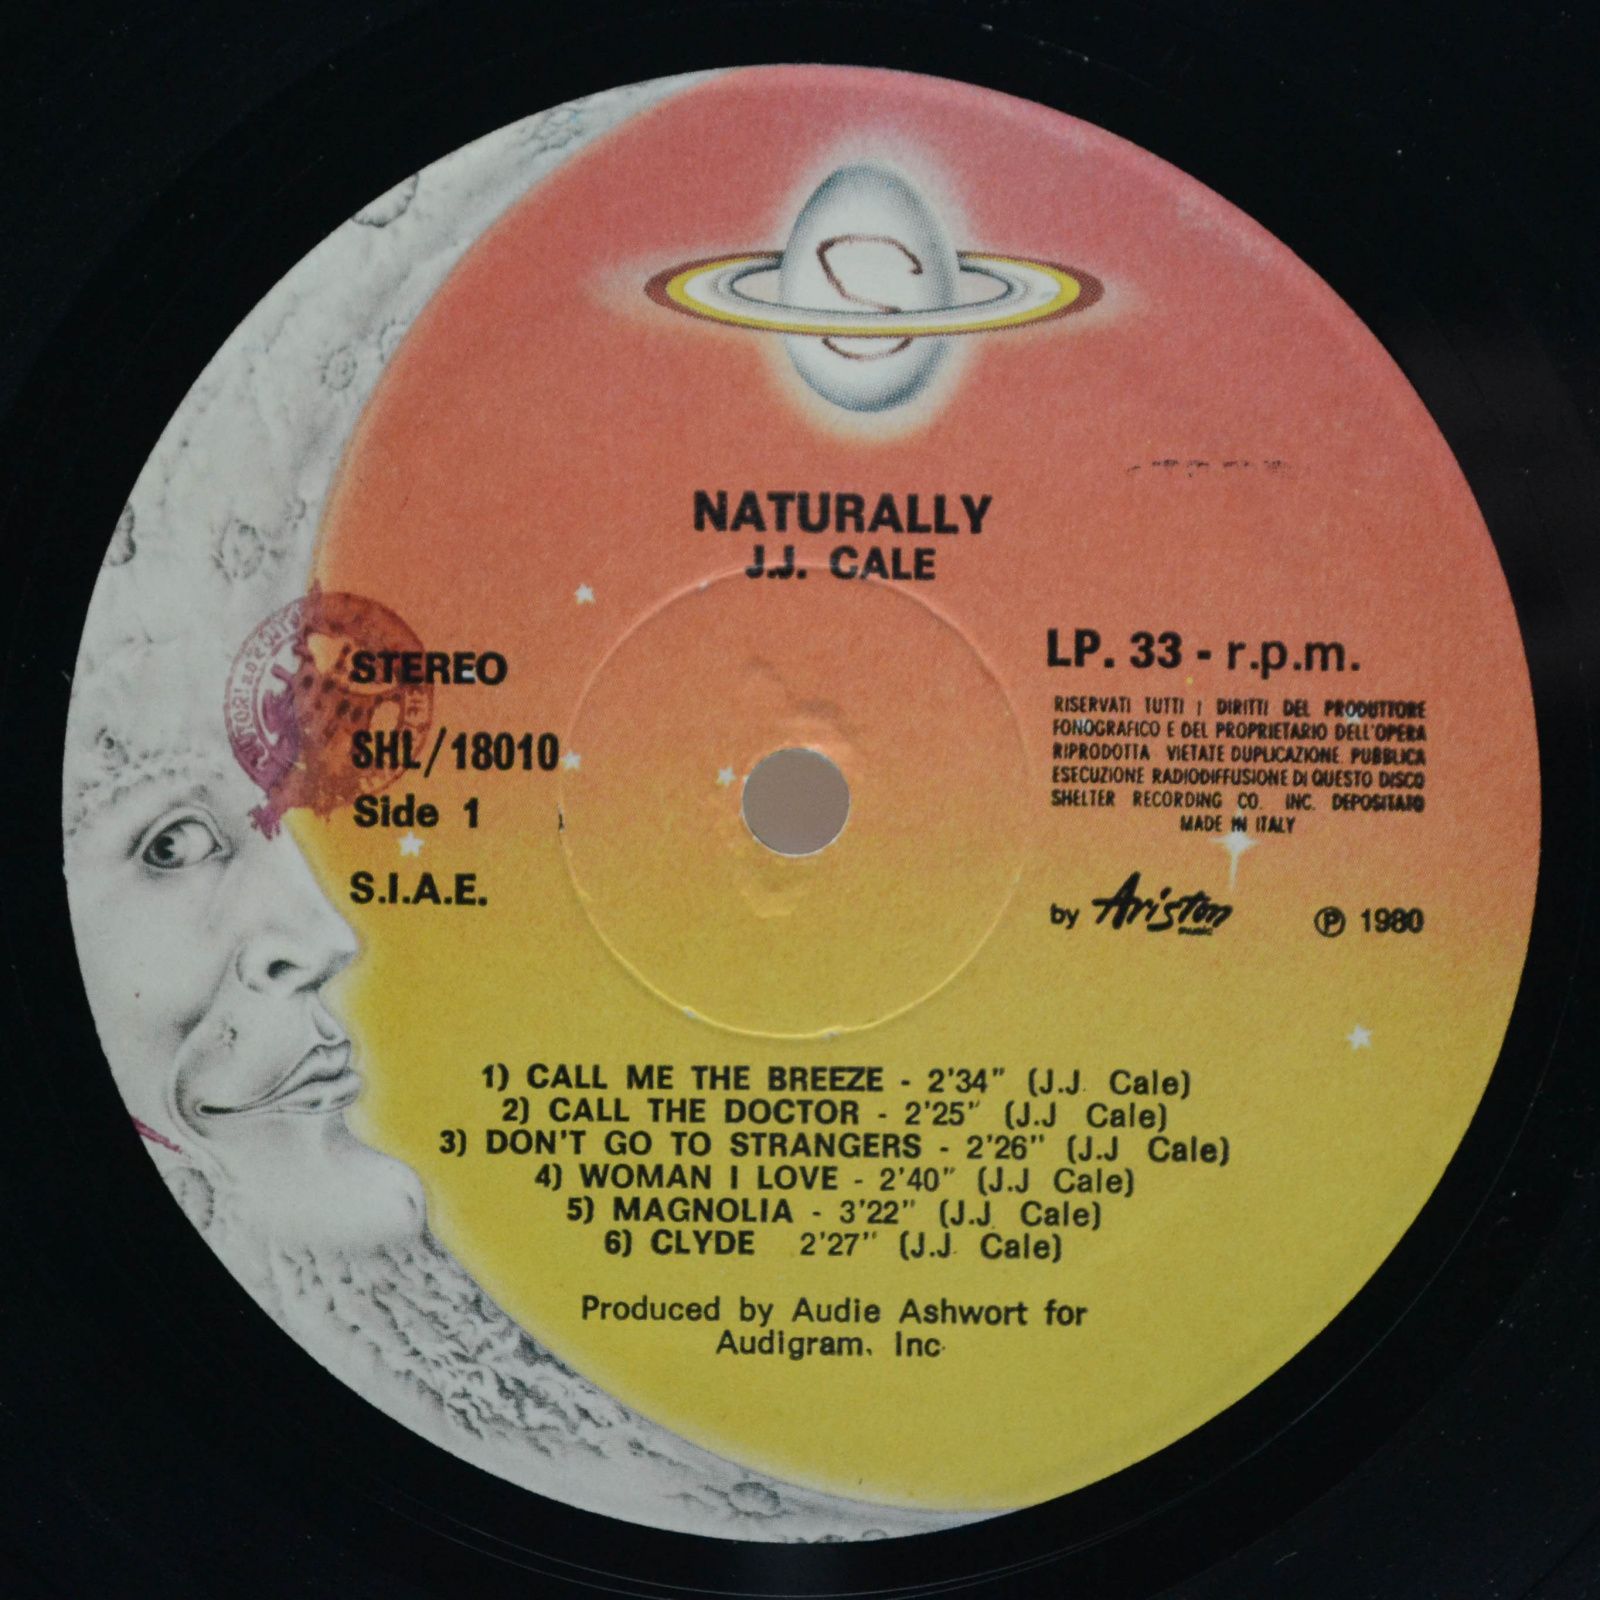 NATURALLY
J.J. CALE
STEREO
SHL/18010
Side 1
S.I.A.E.
LP. 33 - r.p.m.
RISERVATI TUTTI I DIRITTI DEL PRODUTTORE
FONOGRAFICO E DEL PROPRIETARIO DELL'OPERA
RIPRODOTTA VIETATE DUPLICAZIONE PUBBLICA
ESECUZIONE RADIODIFFUSIONE DI QUESTO DISCO
SHELTER RECORDING CO. INC. DEPOSITATO
MADE IN ITALY
by Ariston
music
℗ 1980
1) CALL ME THE BREEZE - 2'34" (J.J. Cale)
2) CALL THE DOCTOR - 2'25" (J.J Cale)
3) DON'T GO TO STRANGERS - 2'26" (J.J Cale)
4) WOMAN I LOVE - 2'40" (J.J Cale)
5) MAGNOLIA - 3'22" (J.J. Cale)
6) CLYDE 2'27" (J.J. Cale)
Produced by Audie Ashwort for
Audigram, Inc.